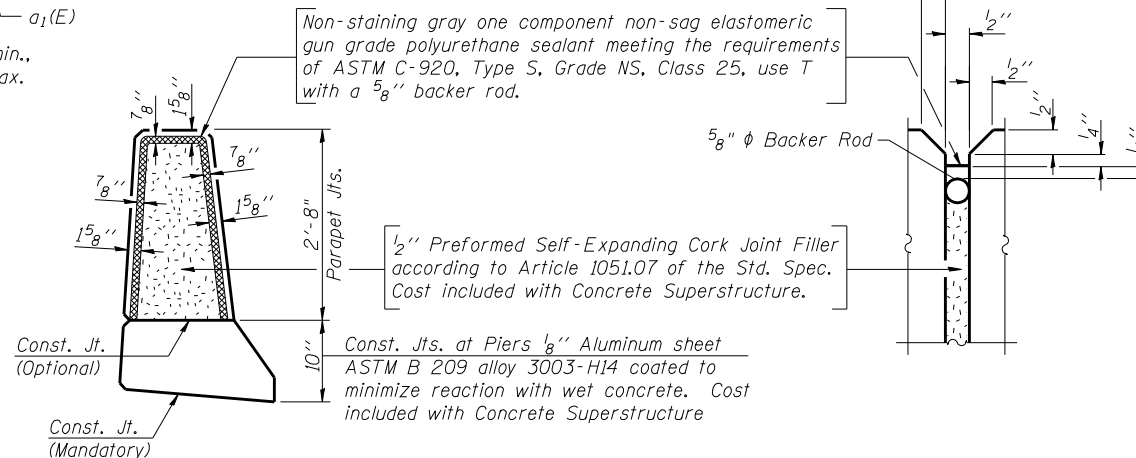 a1(E)
min.,
ax.
Non-staining gray one component non-sag elastomeric
gun grade polyurethane sealant meeting the requirements
of ASTM C-920, Type S, Grade NS, Class 25, use T
with a 5/8'' backer rod.
1/2''
1/2''
1/2''
1/4''
7/8''
1 5/8''
5/8" ϕ Backer Rod
7/8''
7/8''
1 5/8''
1 5/8''
2'-8"
Parapet Jts.
1/2'' Preformed Self-Expanding Cork Joint Filler
according to Article 1051.07 of the Std. Spec.
Cost included with Concrete Superstructure.
Const. Jt.
(Optional)
10"
Const. Jts. at Piers 1/8'' Aluminum sheet
ASTM B 209 alloy 3003-H14 coated to
minimize reaction with wet concrete. Cost
included with Concrete Superstructure
Const. Jt.
(Mandatory)